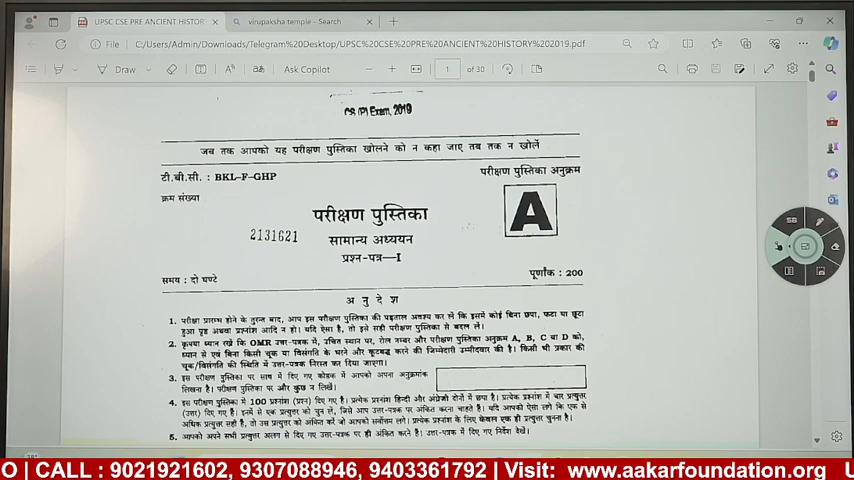 UPSC CSE PRE ANCIENT HISTORY
virupaksha temple - Search
File
C:/Users/Admin/Downloads/Telegram%20Desktop/UPSC%20CSE%20PRE%20ANCIENT%20HISTORY%202019.pdf
Draw
Ask Copilot
1 of 30
CS (P) Exam, 2019
जब तक आपको यह परीक्षण पुस्तिका खोलने को न कहा जाए तब तक न खोलें
टी.बी.सी. : BKL-F-GHP
परीक्षण पुस्तिका अनुक्रम
क्रम संख्या
A
परीक्षण पुस्तिका
2131621
सामान्य अध्ययन
प्रश्न-पत्र—I
समय : दो घण्टे
पूर्णांक : 200
अनुदेश
1. परीक्षा प्रारम्भ होने के तुरन्त बाद, आप इस परीक्षण पुस्तिका की पड़ताल अवश्य कर लें कि इसमें कोई बिना छपा, फटा या छूटा
हुआ पृष्ठ अथवा प्रश्नांश आदि न हो। यदि ऐसा है, तो इसे सही परीक्षण पुस्तिका से बदल लें।
2. कृपया ध्यान रखें कि OMR उत्तर-पत्रक में, उचित स्थान पर, रोल नम्बर और परीक्षण पुस्तिका अनुक्रम A, B, C या D को,
ध्यान से एवं बिना किसी चूक या विसंगति के भरने और कूटबद्ध करने की जिम्मेदारी उम्मीदवार की है। किसी भी प्रकार की
चूक/विसंगति की स्थिति में उत्तर-पत्रक निरस्त कर दिया जाएगा।
3. इस परीक्षण पुस्तिका पर साथ में दिए गए कोष्ठक में आपको अपना अनुक्रमांक
लिखना है। परीक्षण पुस्तिका पर और कुछ न लिखें।
4. इस परीक्षण पुस्तिका में 100 प्रश्नांश (प्रश्न) दिए गए हैं। प्रत्येक प्रश्नांश हिन्दी और अंग्रेजी दोनों में छपा है। प्रत्येक प्रश्नांश में चार प्रत्युत्तर
(उत्तर) दिए गए हैं। इनमें से एक प्रत्युत्तर को चुन लें, जिसे आप उत्तर-पत्रक पर अंकित करना चाहते हैं। यदि आपको ऐसा लगे कि एक से
अधिक प्रत्युत्तर सही हैं, तो उस प्रत्युत्तर को अंकित करें जो आपको सर्वोत्तम लगे। प्रत्येक प्रश्नांश के लिए केवल एक ही प्रत्युत्तर चुनना है।
5. आपको अपने सभी प्रत्युत्तर अलग से दिए गए उत्तर-पत्रक पर ही अंकित करने हैं। उत्तर-पत्रक में दिए गए निर्देश देखें।
O | CALL : 9021921602, 9307088946, 9403361792 | Visit: www.aakarfoundation.org U